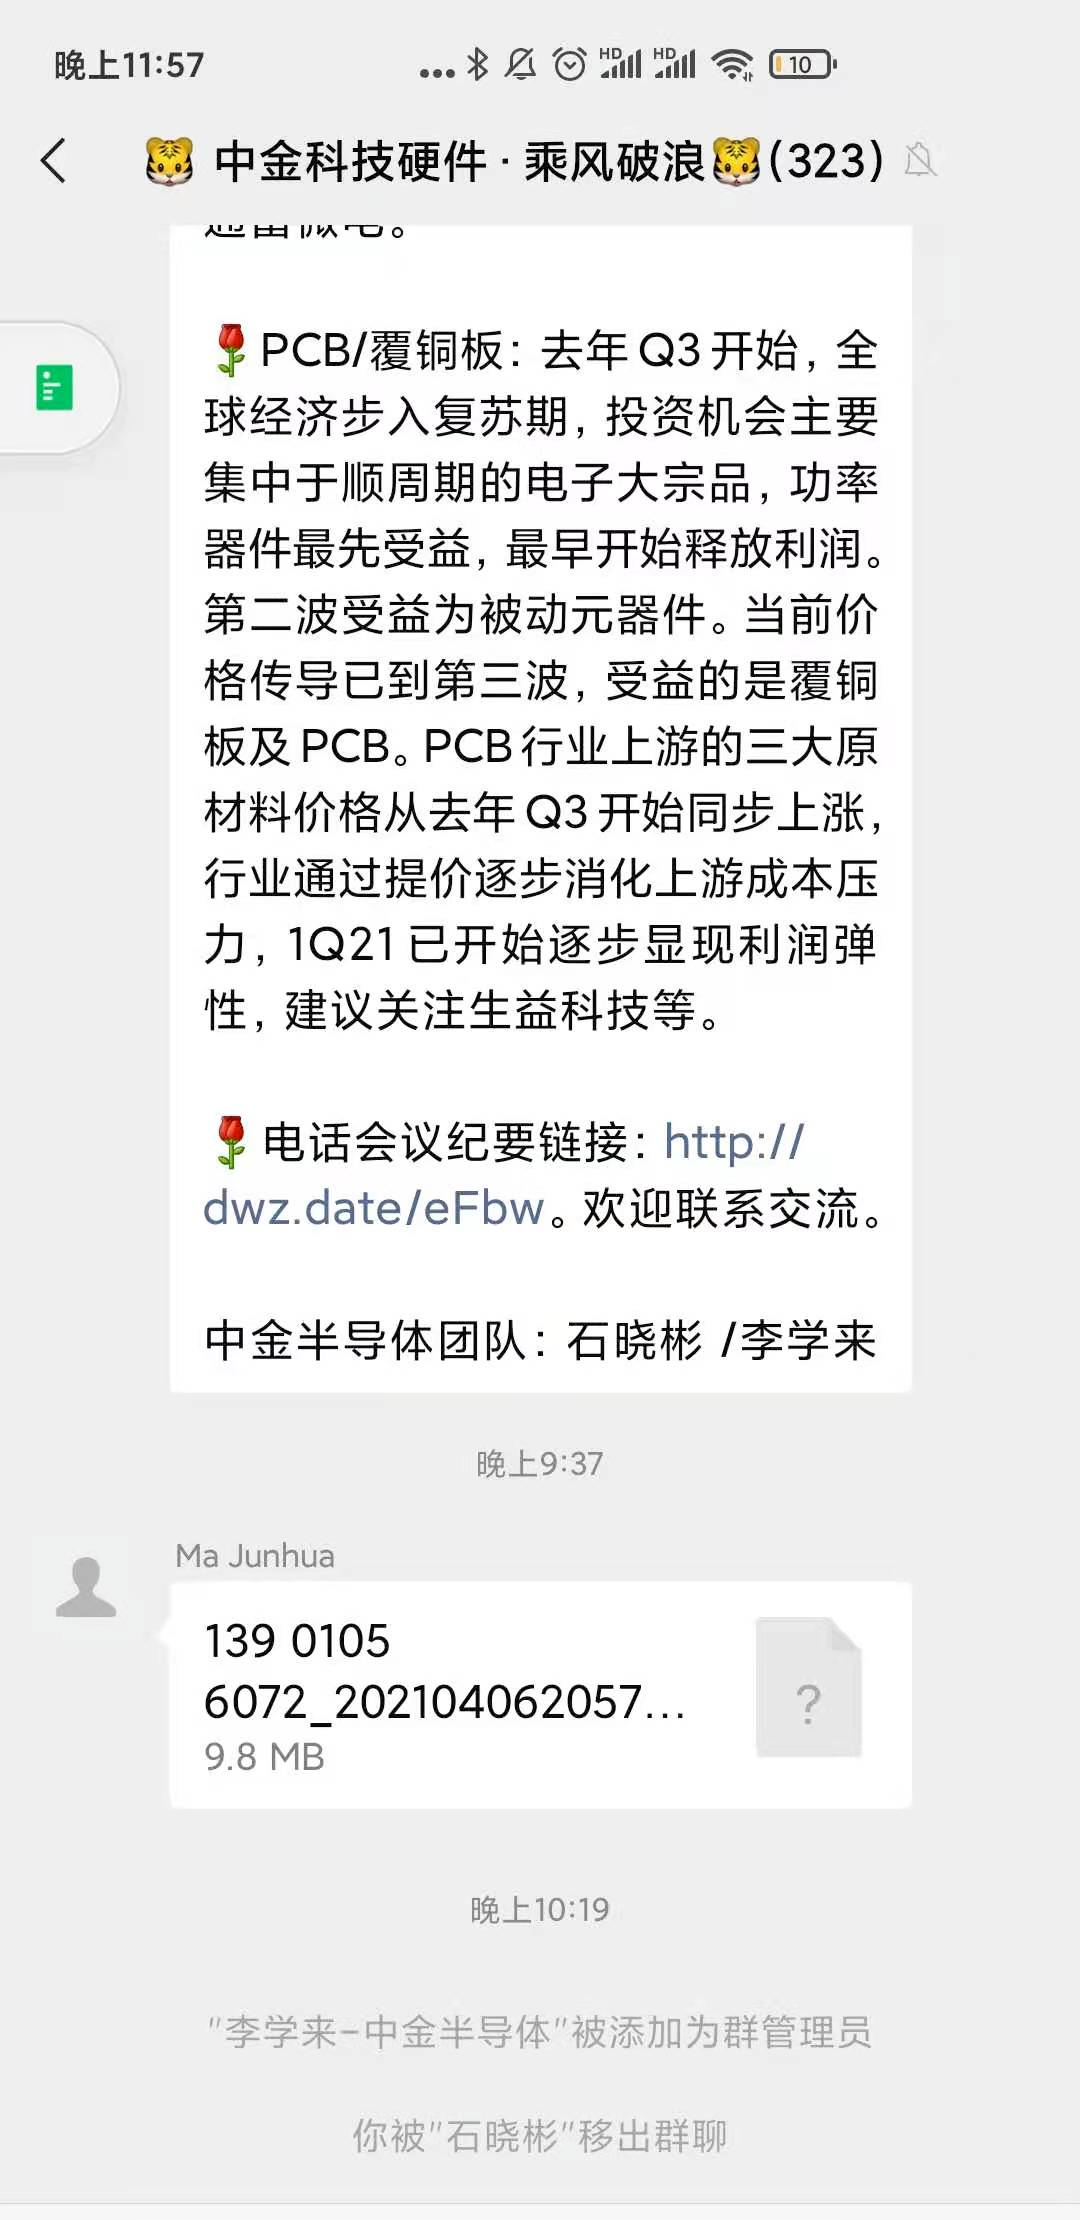 晚上11:57
HD HD 10
中金科技硬件 · 乘风破浪(323)
通富微电。
PCB/覆铜板：去年Q3开始，全
球经济步入复苏期，投资机会主要
集中于顺周期的电子大宗品，功率
器件最先受益，最早开始释放利润。
第二波受益为被动元器件。当前价
格传导已到第三波，受益的是覆铜
板及PCB。PCB行业上游的三大原
材料价格从去年Q3开始同步上涨，
行业通过提价逐步消化上游成本压
力，1Q21已开始逐步显现利润弹
性，建议关注生益科技等。
电话会议纪要链接：http://
dwz.date/eFbw。欢迎联系交流。
中金半导体团队：石晓彬 /李学来
晚上9:37
Ma Junhua
139 0105
6072_202104062057...
9.8 MB
?
晚上10:19
"李学来-中金半导体"被添加为群管理员
你被"石晓彬"移出群聊